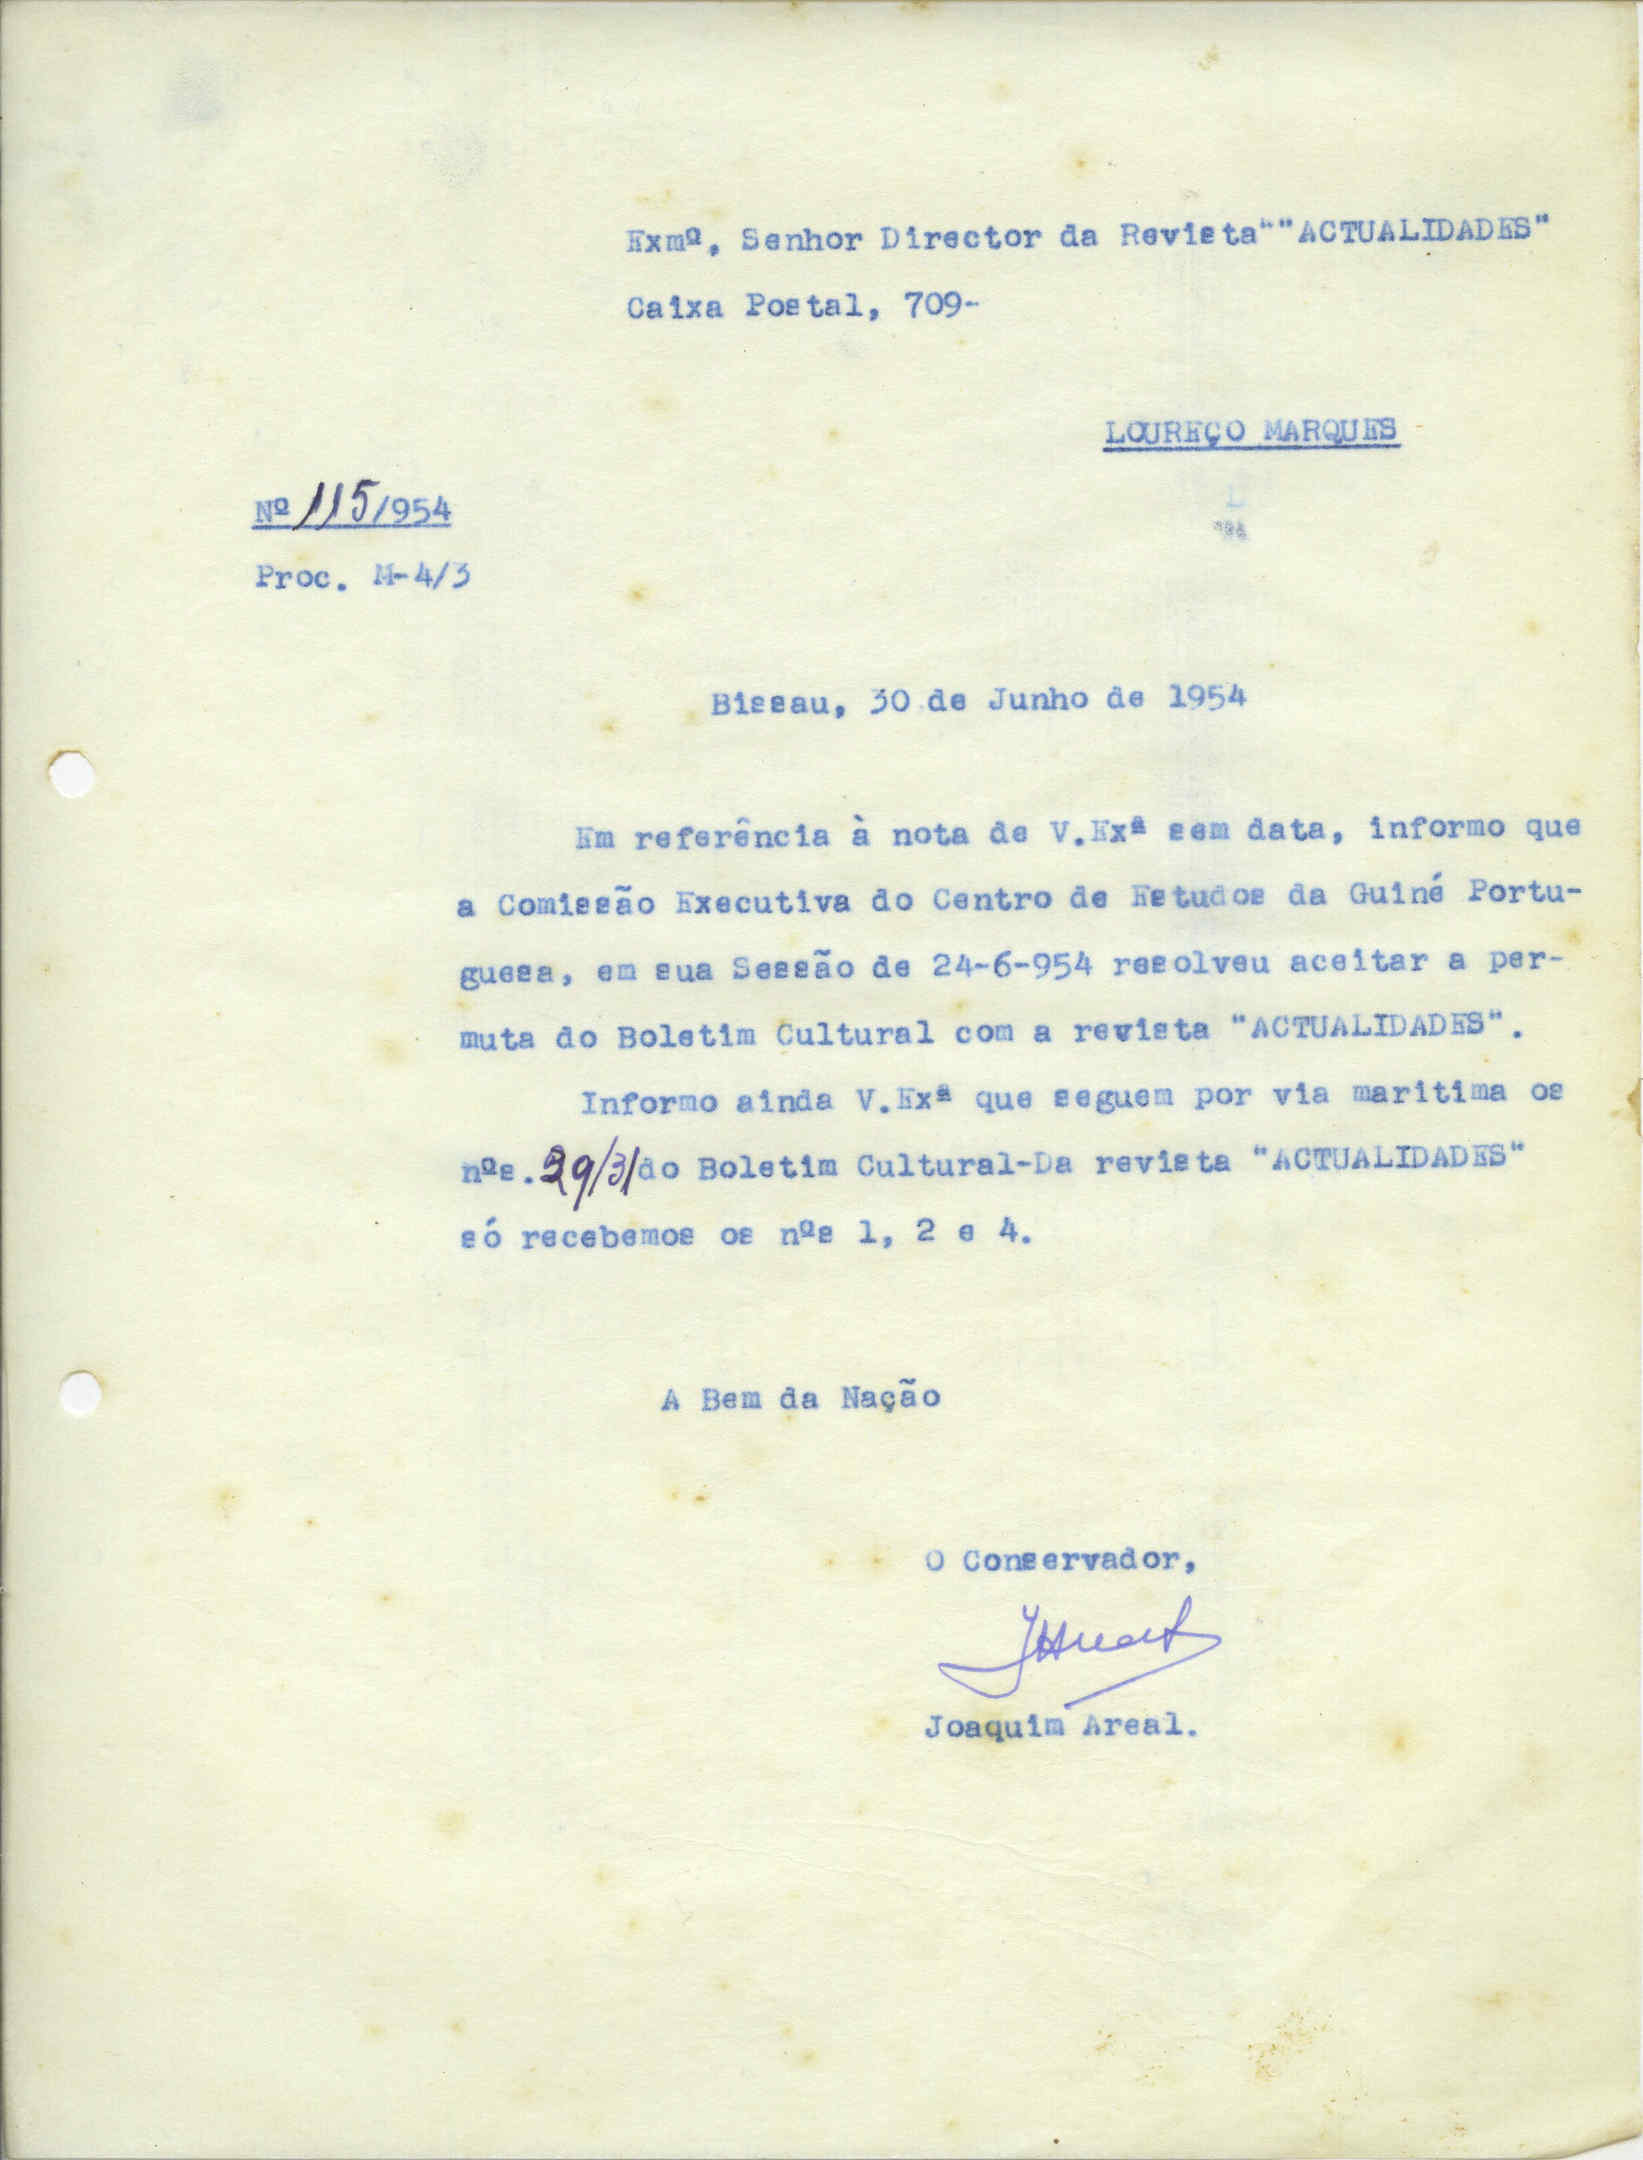 Exmº, Senhor Director da Revista""ACTUALIDADES"
Caixa Postal, 709-
LOUREÇO MARQUES
Nº 115/954
Proc. M-4/3
Bissau, 30 de Junho de 1954
Em referência à nota de V.Exª sem data, informo que
a Comissão Executiva do Centro de Estudos da Guiné Portu-
guesa, em sua Sessão de 24-6-954 resolveu aceitar a per-
muta do Boletim Cultural com a revista "ACTUALIDADES".
Informo ainda V.Exª que seguem por via maritima os
nºs. 29/31 do Boletim Cultural-Da revista "ACTUALIDADES"
só recebemos os nºs 1, 2 e 4.
A Bem da Nação
O Conservador,
Joaquim Areal.